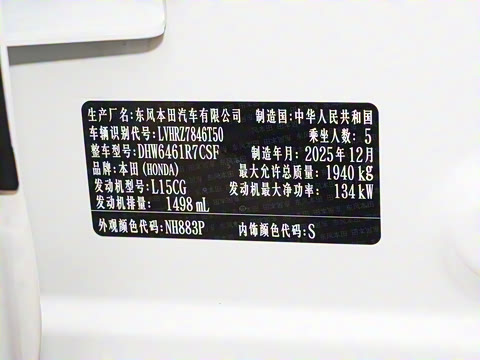 生产厂名:东风本田汽车有限公司 制造国:中华人民共和国
车辆识别代号:LVHRZ7846T50 乘坐人数:5
整车型号:DHW6461R7CSF 制造年月:2025年12月
品牌:本田(HONDA) 最大允许总质量:1940kg
发动机型号:L15CG 发动机最大净功率:134kW
发动机排量:1498mL
外观颜色代码:NH883P 内饰颜色代码:S